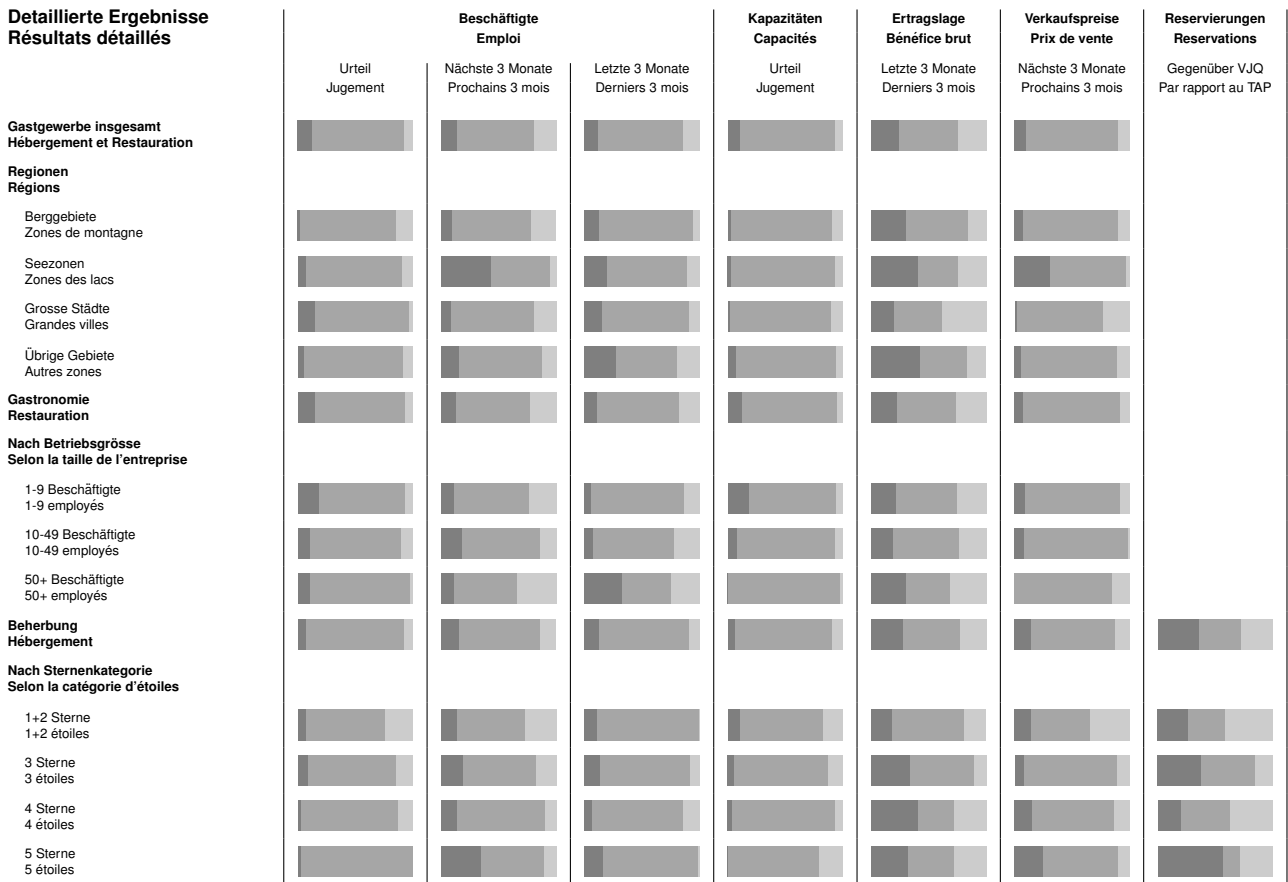 Detaillierte Ergebnisse
Résultats détaillés
Beschäftigte
Emploi
Kapazitäten
Capacités
Ertragslage
Bénéfice brut
Verkaufspreise
Prix de vente
Reservierungen
Reservations
Urteil
Jugement
Nächste 3 Monate
Prochains 3 mois
Letzte 3 Monate
Derniers 3 mois
Urteil
Jugement
Letzte 3 Monate
Derniers 3 mois
Nächste 3 Monate
Prochains 3 mois
Gegenüber VJQ
Par rapport au TAP
Gastgewerbe insgesamt
Hébergement et Restauration
Regionen
Régions
Berggebiete
Zones de montagne
Seezonen
Zones des lacs
Grosse Städte
Grandes villes
Übrige Gebiete
Autres zones
Gastronomie
Restauration
Nach Betriebsgrösse
Selon la taille de l'entreprise
1-9 Beschäftigte
1-9 employés
10-49 Beschäftigte
10-49 employés
50+ Beschäftigte
50+ employés
Beherbung
Hébergement
Nach Sternenkategorie
Selon la catégorie d'étoiles
1+2 Sterne
1+2 étoiles
3 Sterne
3 étoiles
4 Sterne
4 étoiles
5 Sterne
5 étoiles